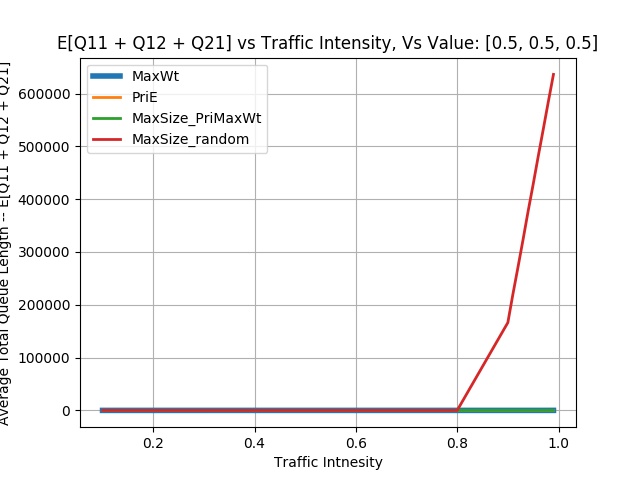 E[Q11 + Q12 + Q21] vs Traffic Intensity, Vs Value: [0.5, 0.5, 0.5]
MaxWt
PriE
MaxSize_PriMaxWt
MaxSize_random
Average Total Queue Length -- E[Q11 + Q12 + Q21]
600000
500000
400000
300000
200000
100000
0
0.2
0.4
0.6
0.8
1.0
Traffic Intnesity